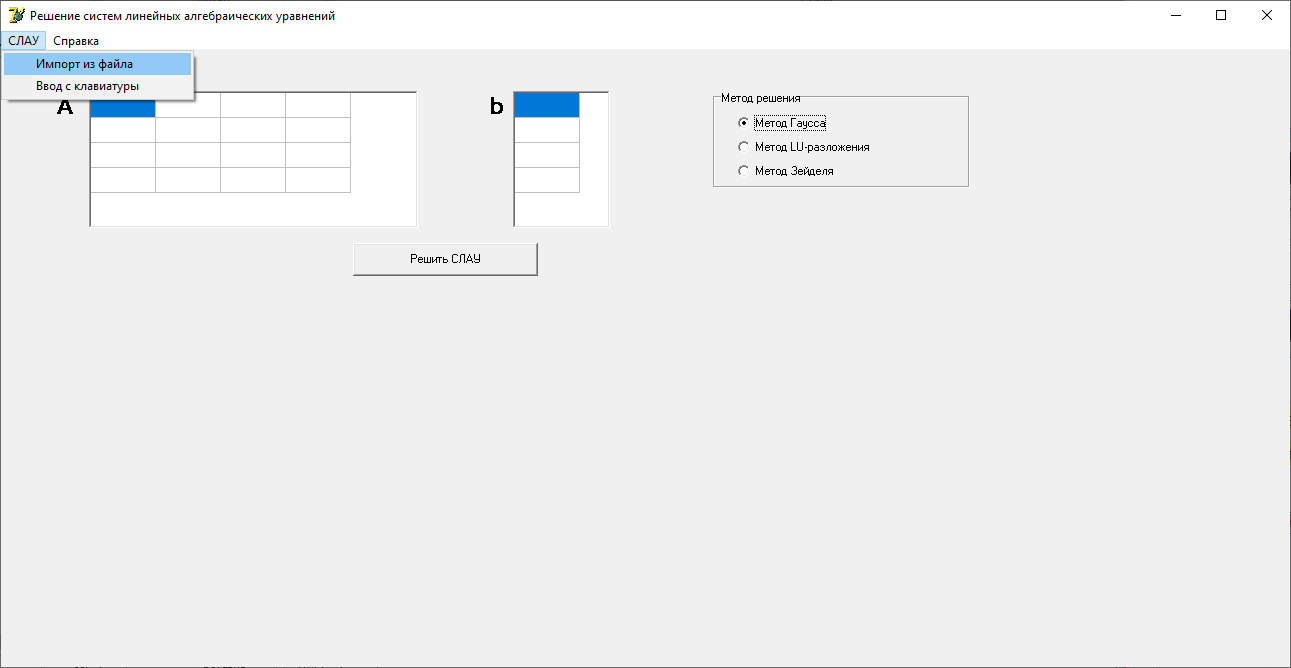 Решение систем линейных алгебраических уравнений
СЛАУ Справка
Импорт из файла
Ввод с клавиатуры
A
b
Метод решения
Метод Гаусса
Метод LU-разложения
Метод Зейделя
Решить СЛАУ